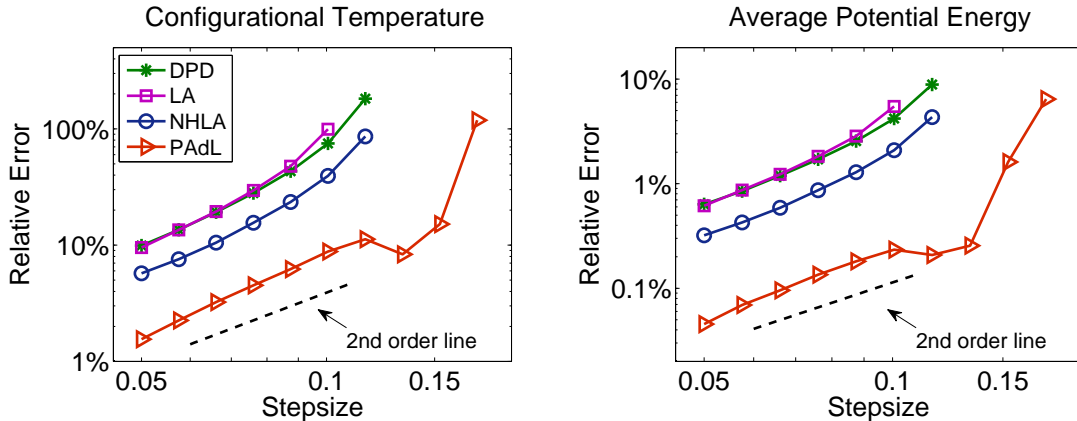 Configurational Temperature
DPD
LA
NHLA
PAdL
100%
10%
1%
Relative Error
2nd order line
0.05
0.1
0.15
Stepsize
Average Potential Energy
10%
1%
0.1%
Relative Error
2nd order line
0.05
0.1
0.15
Stepsize